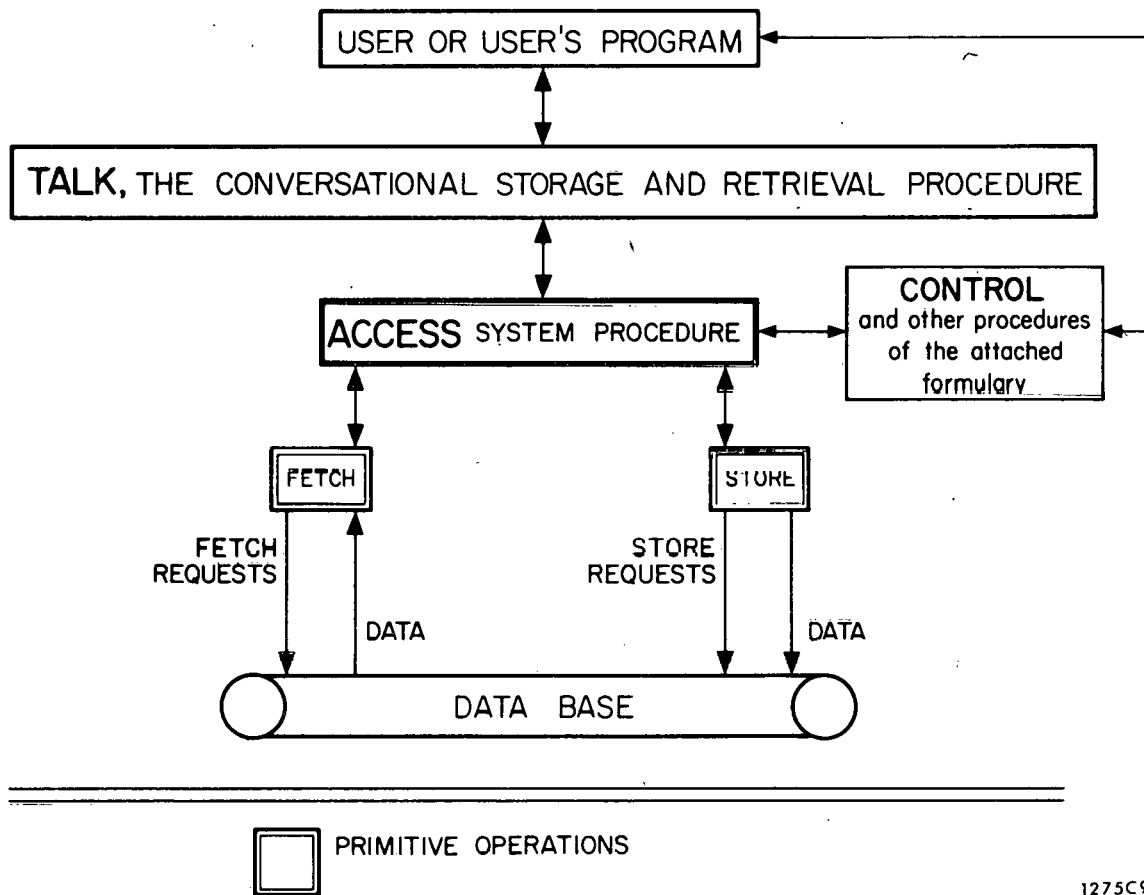 USER OR USER'S PROGRAM
TALK, THE CONVERSATIONAL STORAGE AND RETRIEVAL PROCEDURE
ACCESS SYSTEM PROCEDURE
CONTROL
and other procedures
of the attached
formulary
FETCH
STORE
FETCH
REQUESTS
DATA
STORE
REQUESTS
DATA
DATA BASE
PRIMITIVE OPERATIONS
1275C9